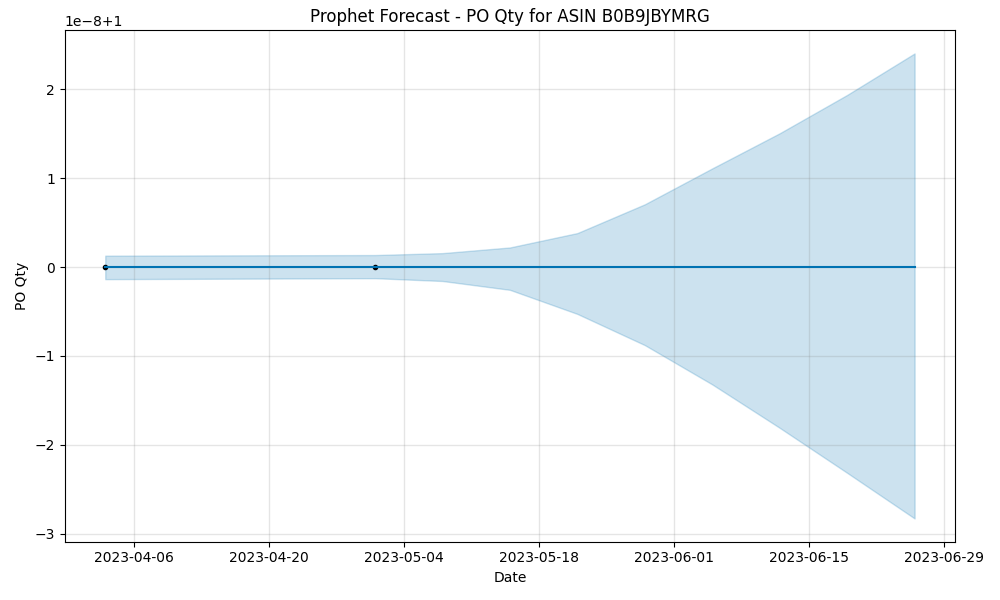 Prophet Forecast - PO Qty for ASIN B0B9JBYMRG
1e−8+1
2
1
0
−1
−2
−3
PO Qty
2023-04-06 2023-04-20 2023-05-04 2023-05-18 2023-06-01 2023-06-15 2023-06-29
Date